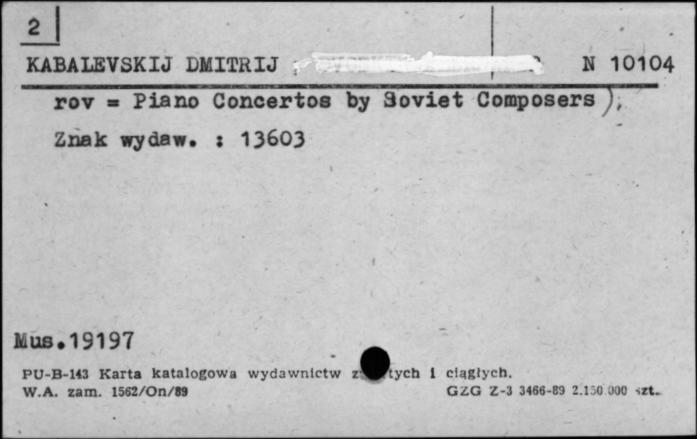 2
KABALEVSKIJ DMITRIJ N 10104
rov = Piano Concertos by Soviet Composers),
Znak wydaw. : 13603
Mus.19197
PU-B-143 Karta katalogowa wydawnictw i ciągłych.
W.A. zam. 1562/On/89 GZG Z-3 3466-89 2.150.000 szt.